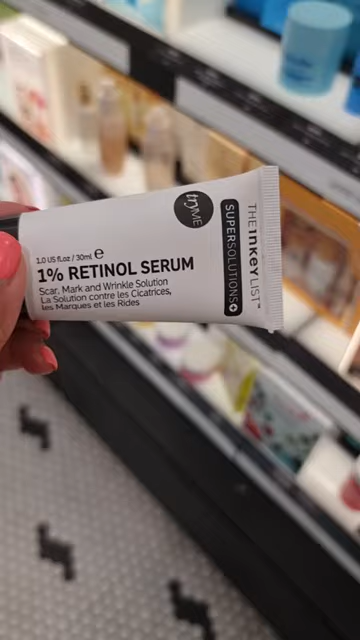 1.0 US fl.oz / 30ml e
1% RETINOL SERUM
Scar, Mark and Wrinkle Solution
La Solution contre les Cicatrices,
les Marques et les Rides
try ME
SUPERSOLUTIONS+
THE INKEY LIST™